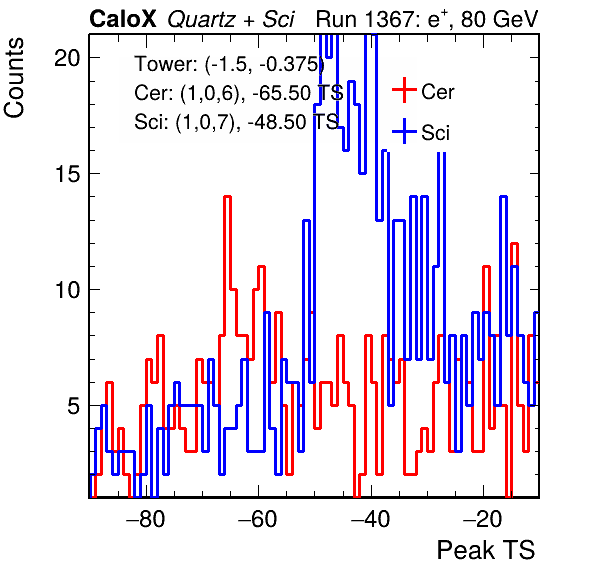 CaloX Quartz + Sci Run 1367: e+, 80 GeV
Counts
Tower: (-1.5, -0.375)
Cer: (1,0,6), -65.50 TS
Sci: (1,0,7), -48.50 TS
Cer
Sci
20
15
10
5
−80 −60 −40 −20
Peak TS